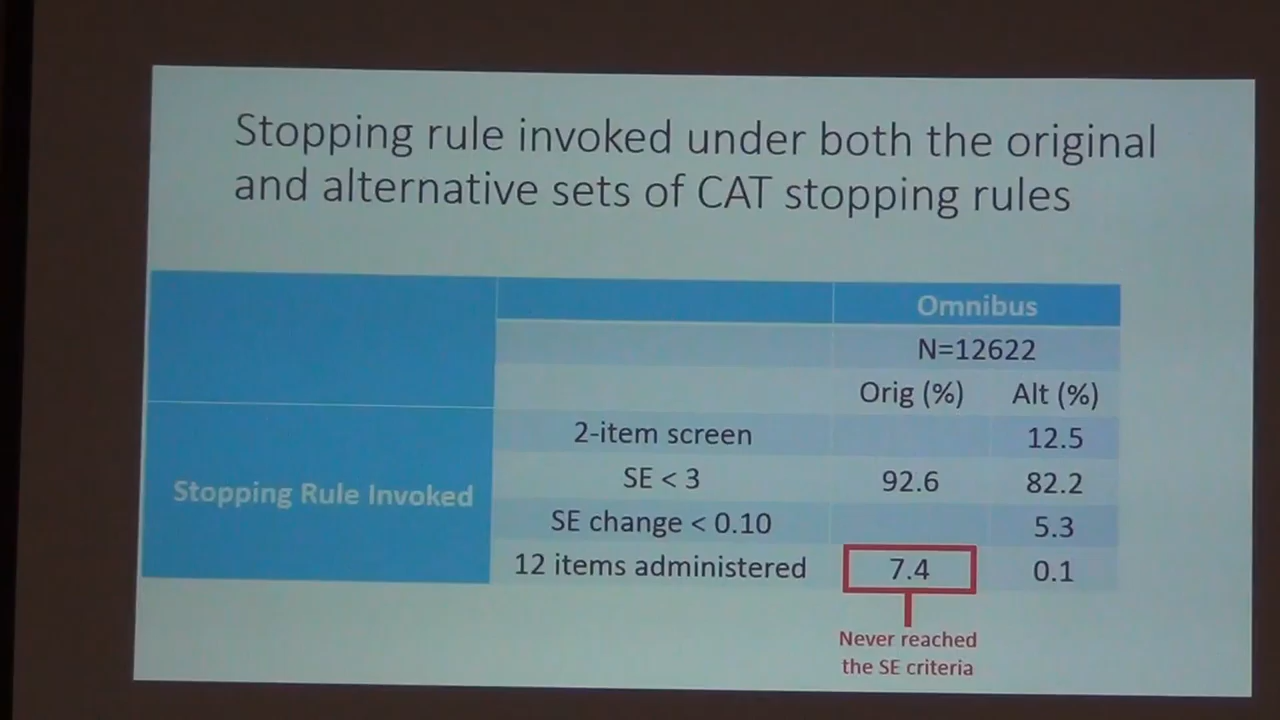 Stopping rule invoked under both the original
and alternative sets of CAT stopping rules
Omnibus
N=12622
Orig (%) Alt (%)
2-item screen 12.5
SE < 3 92.6 82.2
Stopping Rule Invoked
SE change < 0.10 5.3
12 items administered 7.4 0.1
Never reached
the SE criteria